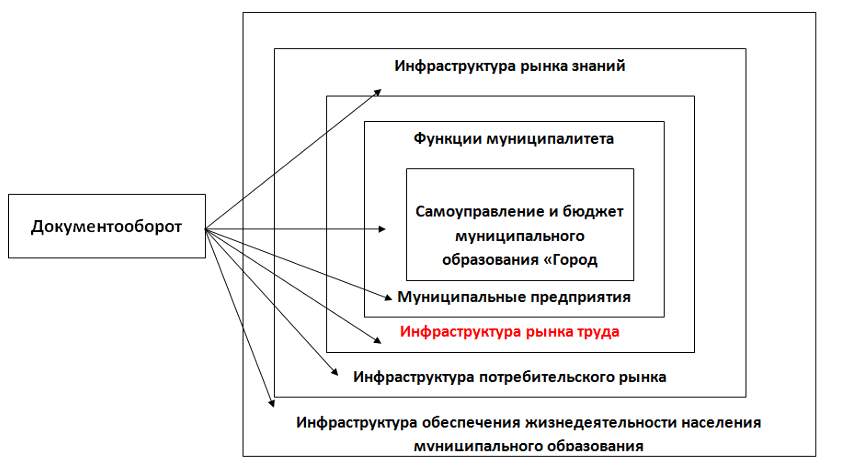 Инфраструктура рынка знаний
Функции муниципалитета
Документооборот
Самоуправление и бюджет
муниципального
образования «Город
Муниципальные предприятия
Инфраструктура рынка труда
Инфраструктура потребительского рынка
Инфраструктура обеспечения жизнедеятельности населения
муниципального образования